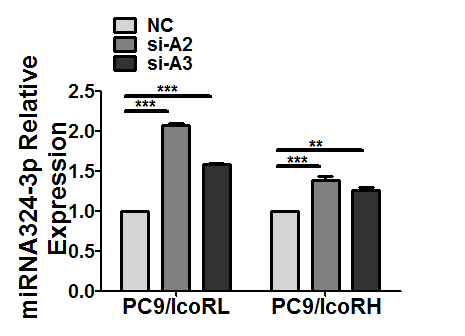 NC
si-A2
si-A3
miRNA324-3p Relative
Expression
2.5
2.0
1.5
1.0
0.5
0.0
***
***
**
***
PC9/IcoRL
PC9/IcoRH